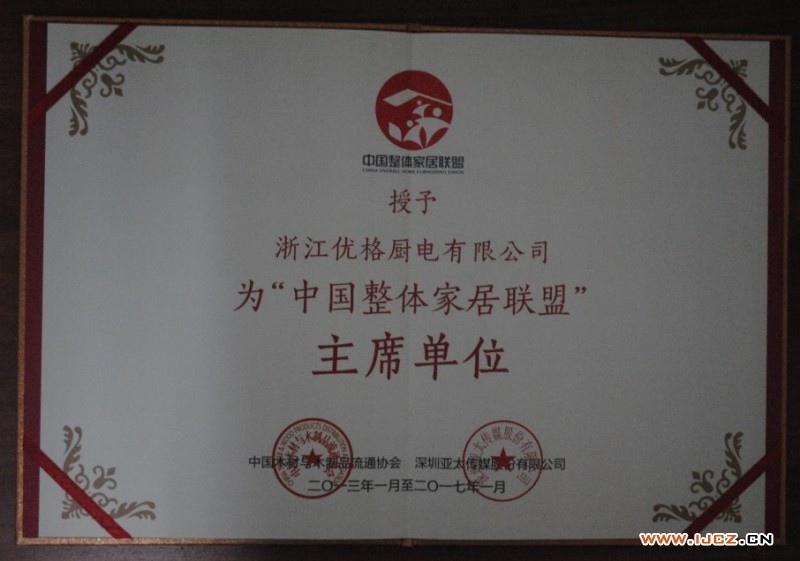 中国整体家居联盟
授予
浙江优格厨电有限公司
为“中国整体家居联盟”
主席单位
中国木材与木制品流通协会 深圳亚太传媒股份有限公司
二〇一三年一月至二〇一七年一月
WWW.IJCZ.CN